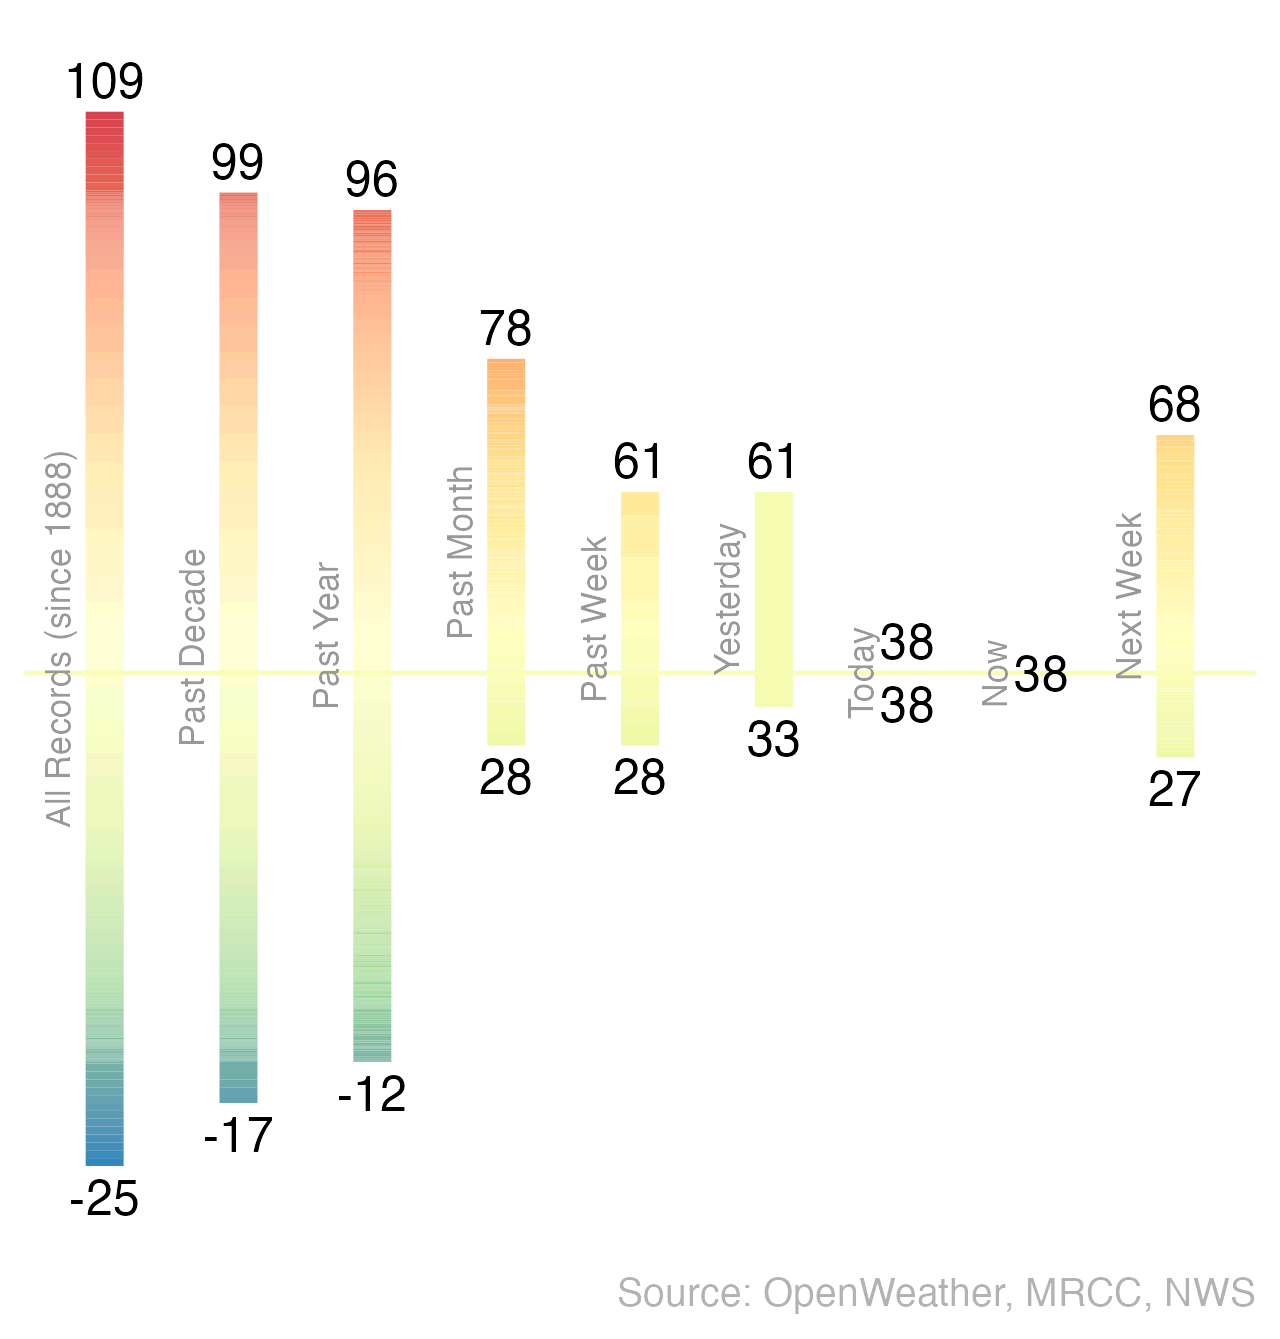 109
All Records (since 1888)
-25
99
Past Decade
-17
96
Past Year
-12
78
Past Month
28
61
Past Week
28
61
Yesterday
33
38
Today
38
Now
38
68
Next Week
27
Source: OpenWeather, MRCC, NWS